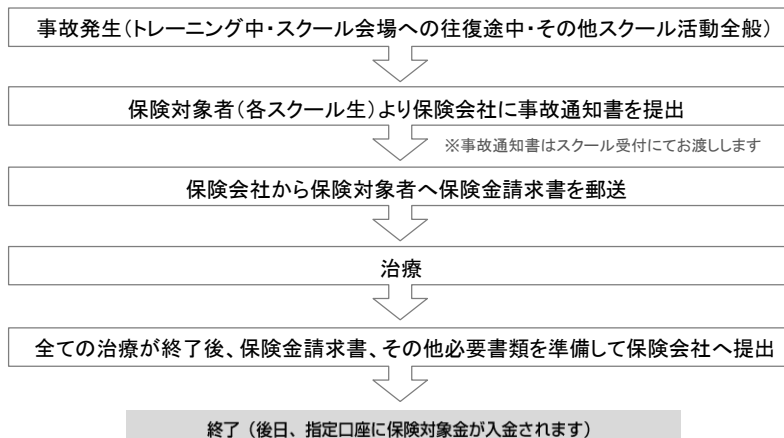 事故発生(トレーニング中・スクール会場への往復途中・その他スクール活動全般)
保険対象者(各スクール生)より保険会社に事故通知書を提出
※事故通知書はスクール受付にてお渡しします
保険会社から保険対象者へ保険金請求書を郵送
治療
全ての治療が終了後、保険金請求書、その他必要書類を準備して保険会社へ提出
終了(後日、指定口座に保険対象金が入金されます)